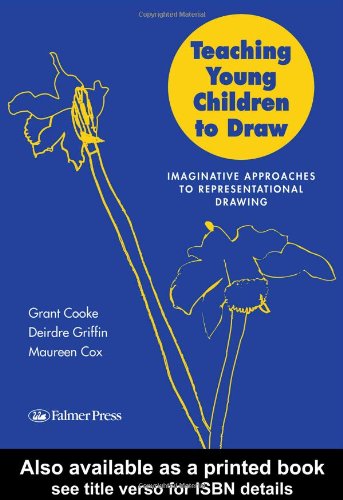 Teaching
Young
Children
to Draw
IMAGINATIVE APPROACHES
TO REPRESENTATIONAL
DRAWING
Grant Cooke
Deirdre Griffin
Maureen Cox
Falmer Press
Also available as a printed book
see title verso for ISBN details